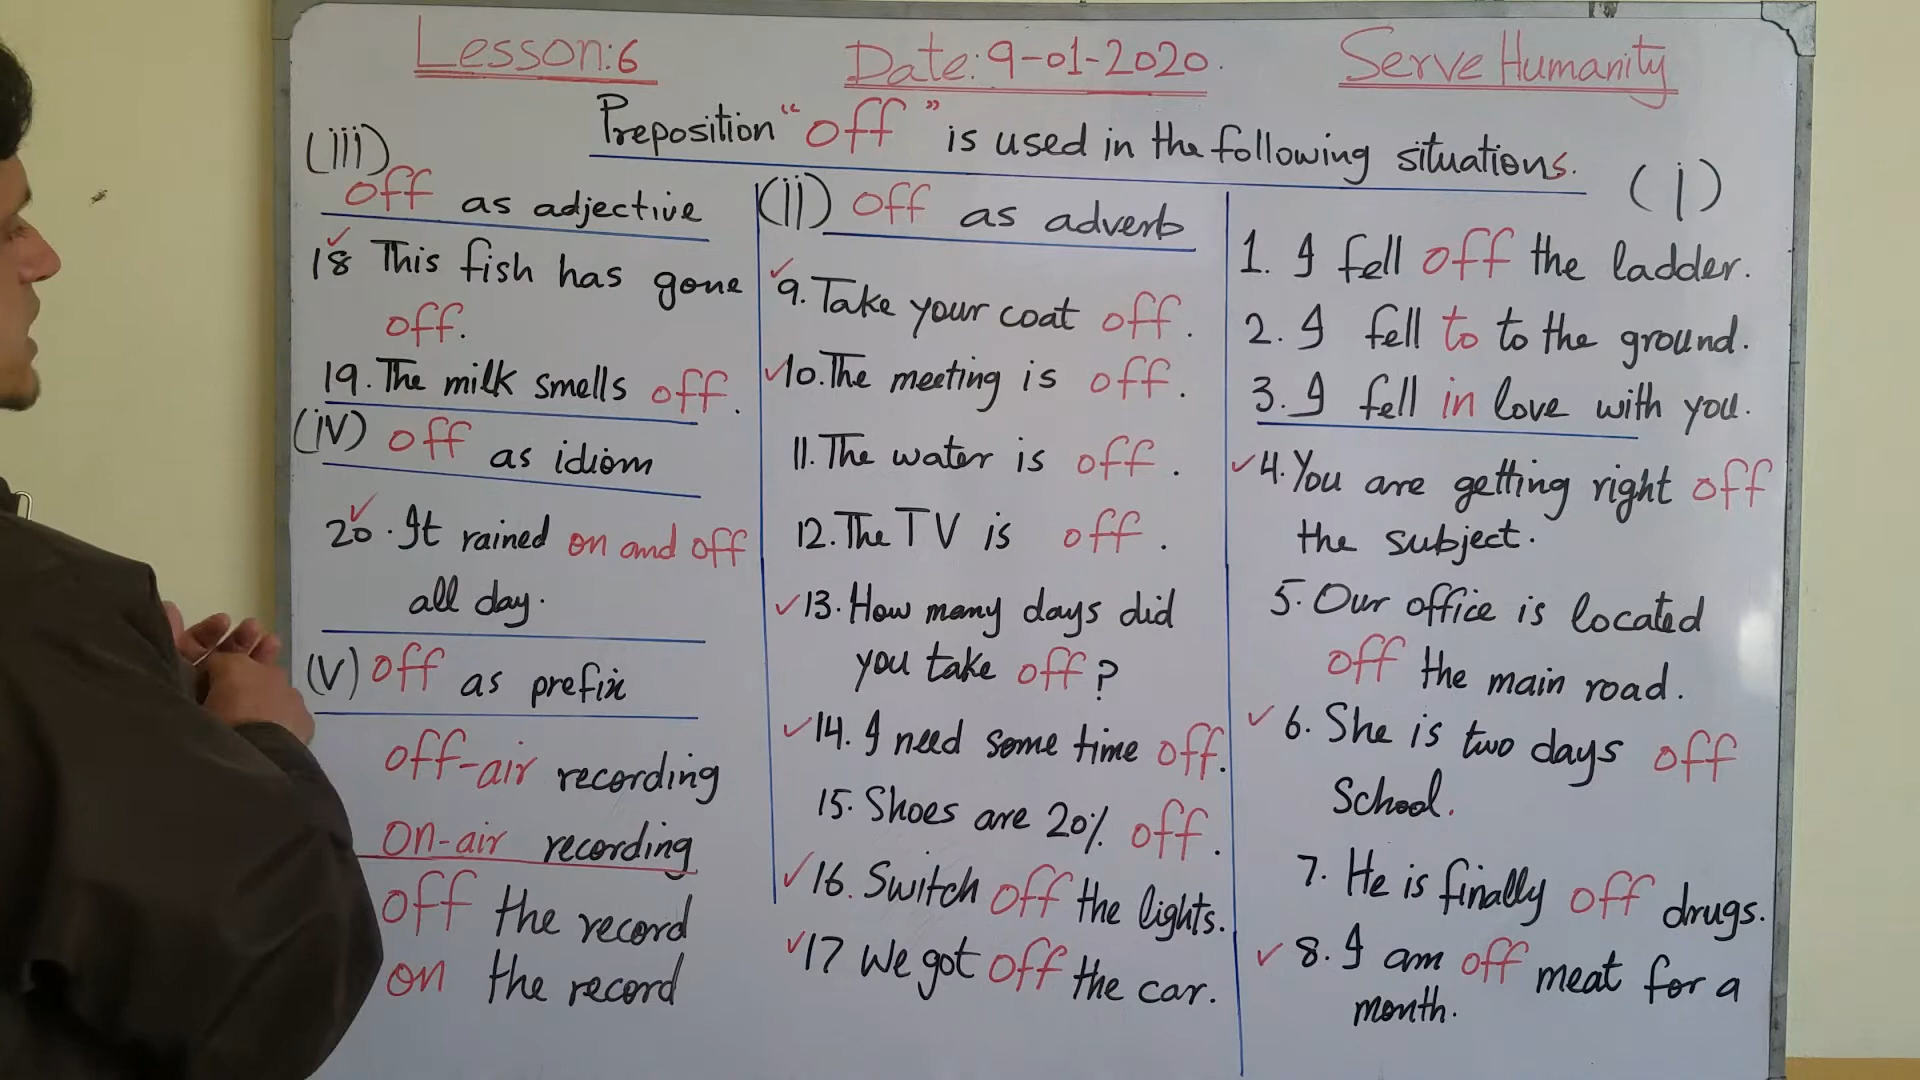 Lesson:6
Date: 9-01-2020.
Serve Humanity
Preposition "off" is used in the following situations.
(i)
1. I fell off the ladder.
2. I fell to to the ground.
3. I fell in love with you.
4. You are getting right off
the subject.
5. Our office is located
off the main road.
6. She is two days off
School.
7. He is finally off drugs.
8. I am off meat for a
month.
(ii) off as adverb
9. Take your coat off.
10. The meeting is off.
11. The water is off.
12. The TV is off.
13. How many days did
you take off?
14. I need some time off.
15. Shoes are 20% off.
16. Switch off the lights.
17 We got off the car.
(iii)
off as adjective
18 This fish has gone
off.
19. The milk smells off.
(iv) off as idiom
20. It rained on and off
all day.
(v) off as prefix
off-air recording
on-air recording
off the record
on the record